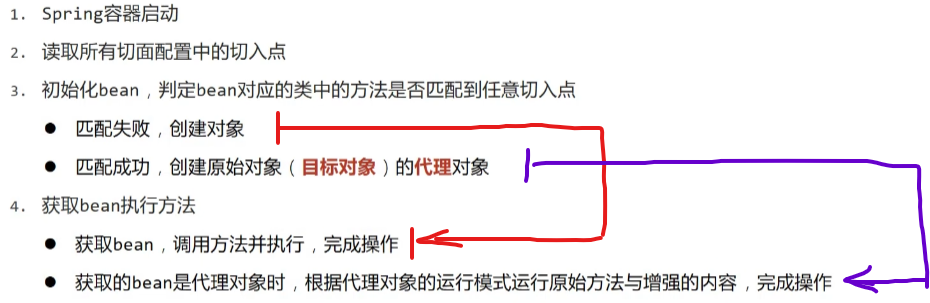 1. Spring容器启动
2. 读取所有切面配置中的切入点
3. 初始化bean，判定bean对应的类中的方法是否匹配到任意切入点
● 匹配失败，创建对象
● 匹配成功，创建原始对象（目标对象）的代理对象
4. 获取bean执行方法
● 获取bean，调用方法并执行，完成操作
● 获取的bean是代理对象时，根据代理对象的运行模式运行原始方法与增强的内容，完成操作